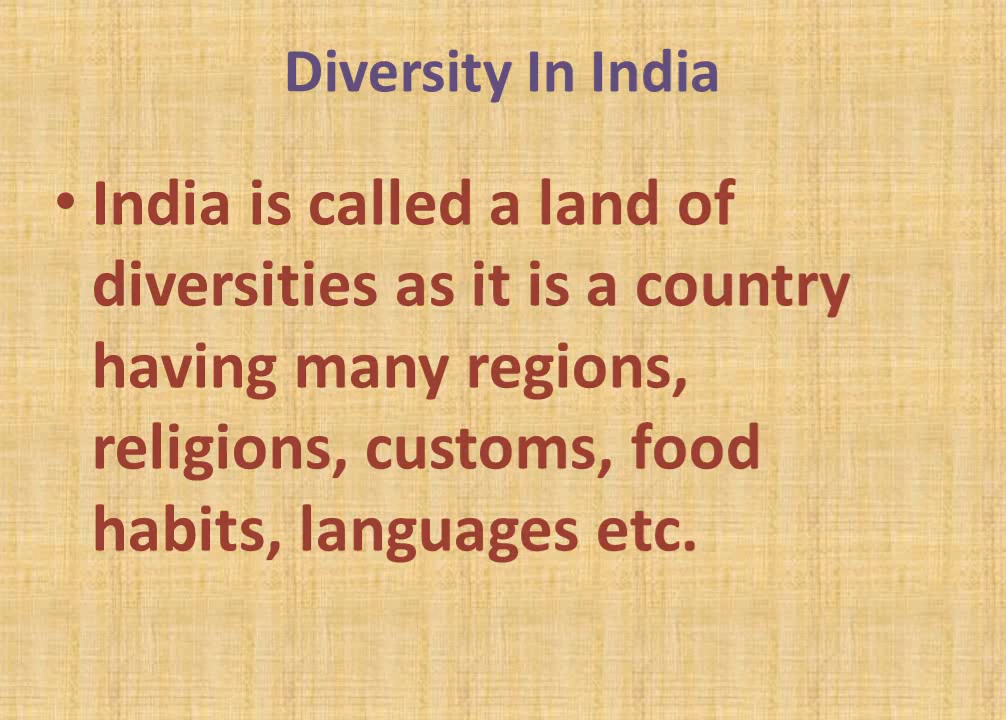 Diversity In India
• India is called a land of
diversities as it is a country
having many regions,
religions, customs, food
habits, languages etc.